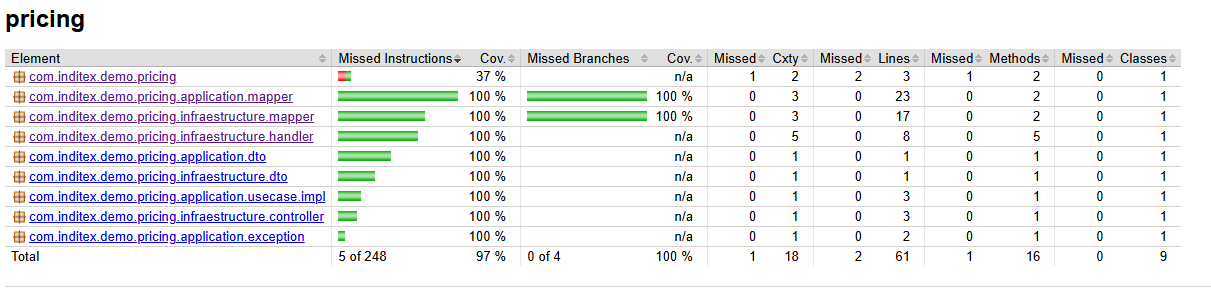 pricing
Element Missed Instructions Cov. Missed Branches Cov. Missed Cxty Missed Lines Missed Methods Missed Classes
com.inditex.demo.pricing 37 % n/a 1 2 2 3 1 2 0 1
com.inditex.demo.pricing.application.mapper 100 % 100 % 0 3 0 23 0 2 0 1
com.inditex.demo.pricing.infraestructure.mapper 100 % 100 % 0 3 0 17 0 2 0 1
com.inditex.demo.pricing.infraestructure.handler 100 % n/a 0 5 0 8 0 5 0 1
com.inditex.demo.pricing.application.dto 100 % n/a 0 1 0 1 0 1 0 1
com.inditex.demo.pricing.infraestructure.dto 100 % n/a 0 1 0 1 0 1 0 1
com.inditex.demo.pricing.application.usecase.impl 100 % n/a 0 1 0 3 0 1 0 1
com.inditex.demo.pricing.infraestructure.controller 100 % n/a 0 1 0 3 0 1 0 1
com.inditex.demo.pricing.application.exception 100 % n/a 0 1 0 2 0 1 0 1
Total 5 of 248 97 % 0 of 4 100 % 1 18 2 61 1 16 0 9